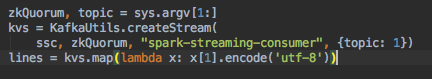 zkQuorum, topic = sys.argv[1:]
kvs = KafkaUtils.createStream(
ssc, zkQuorum, "spark-streaming-consumer", {topic: 1})
lines = kvs.map(lambda x: x[1].encode('utf-8'))